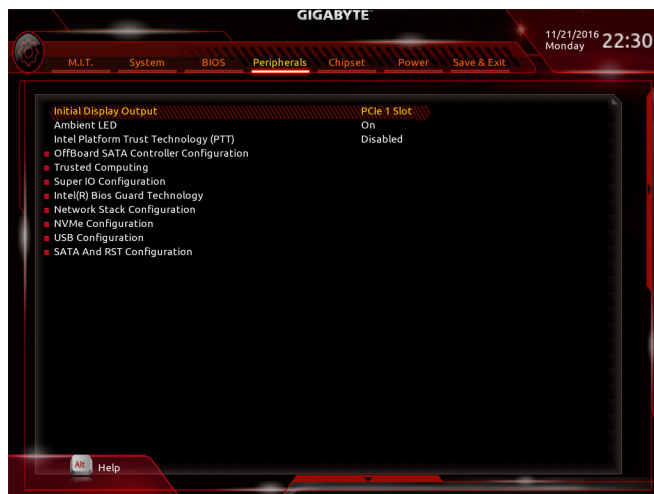 GIGABYTE™
11/21/2016 Monday 22:30
M.I.T. System BIOS Peripherals Chipset Power Save & Exit
Initial Display Output PCIe 1 Slot
Ambient LED On
Intel Platform Trust Technology (PTT) Disabled
OffBoard SATA Controller Configuration
Trusted Computing
Super IO Configuration
Intel(R) Bios Guard Technology
Network Stack Configuration
NVMe Configuration
USB Configuration
SATA And RST Configuration
Alt Help